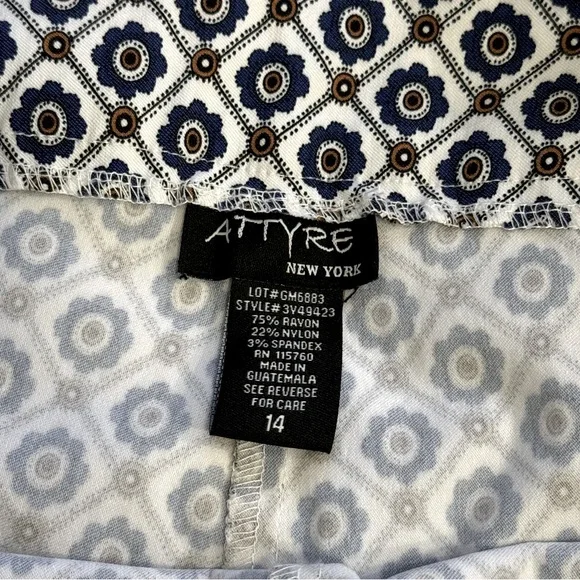 ATTYRE
NEW YORK
LOT#GM6883
STYLE#3V49423
75% RAYON
22% NYLON
3% SPANDEX
RN 115760
MADE IN
GUATEMALA
SEE REVERSE
FOR CARE
14